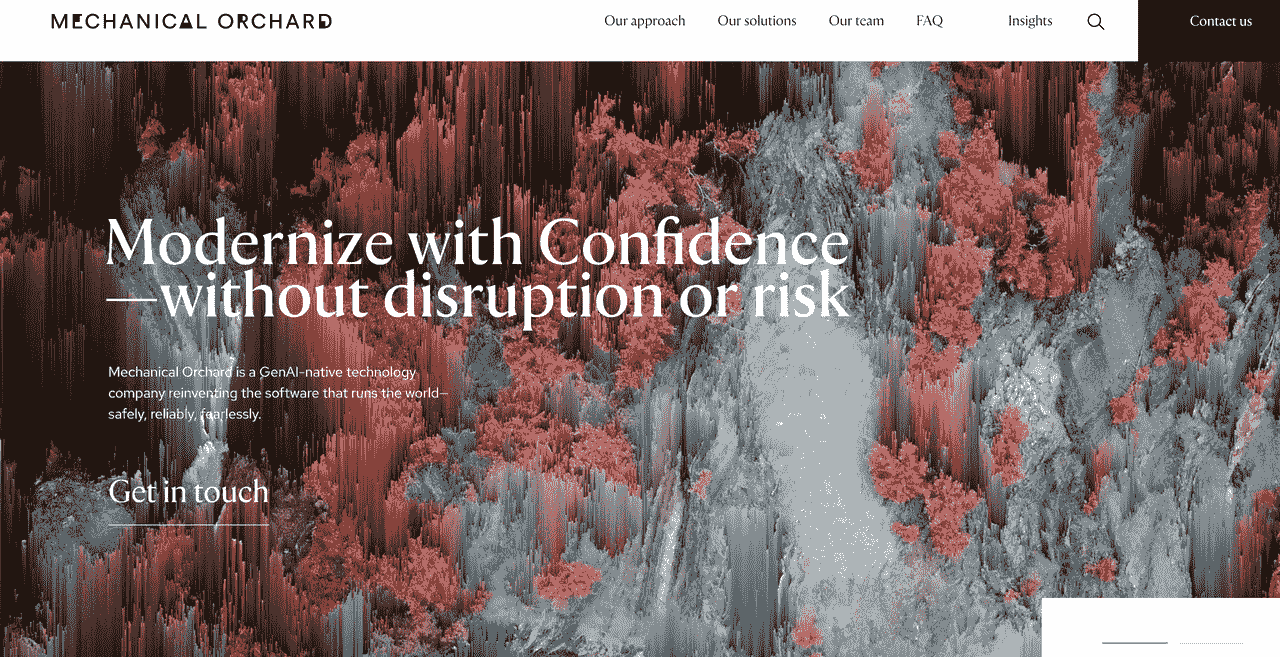 MECHANICAL ORCHARD
Our approach
Our solutions
Our team
FAQ
Insights
Contact us
Modernize with Confidence
—without disruption or risk
Mechanical Orchard is a GenAI-native technology
company reinventing the software that runs the world—
safely, reliably, fearlessly.
Get in touch